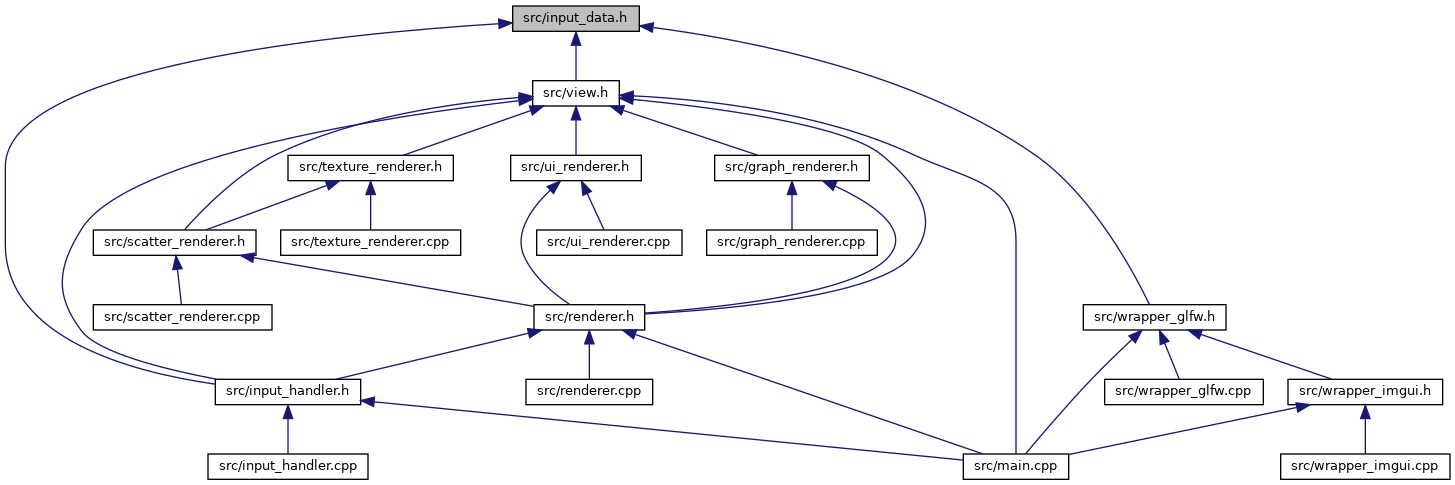 src/input_data.h
src/view.h
src/texture_renderer.h
src/ui_renderer.h
src/graph_renderer.h
src/scatter_renderer.h
src/texture_renderer.cpp
src/ui_renderer.cpp
src/graph_renderer.cpp
src/scatter_renderer.cpp
src/renderer.h
src/wrapper_glfw.h
src/input_handler.h
src/renderer.cpp
src/wrapper_glfw.cpp
src/wrapper_imgui.h
src/input_handler.cpp
src/main.cpp
src/wrapper_imgui.cpp